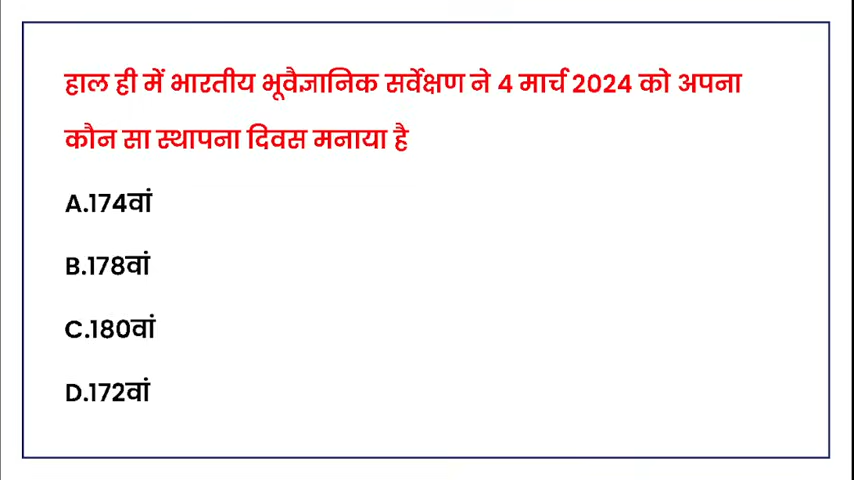 हाल ही में भारतीय भूवैज्ञानिक सर्वेक्षण ने 4 मार्च 2024 को अपना
कौन सा स्थापना दिवस मनाया है
A.174वां
B.178वां
C.180वां
D.172वां